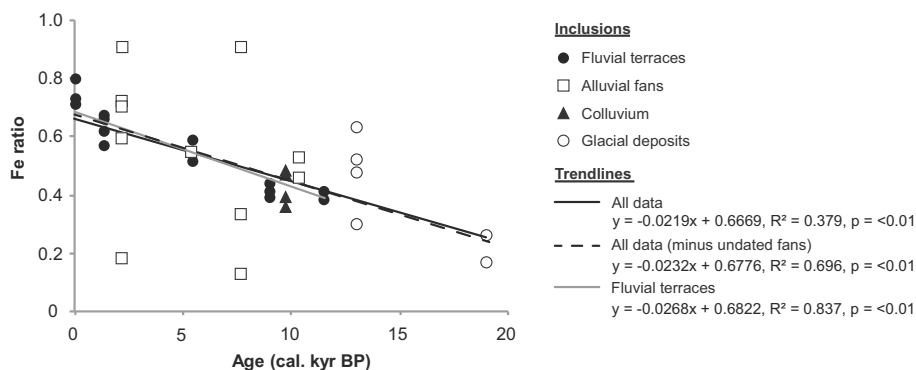 1.0
0.8
0.6
0.4
0.2
0
Fe ratio
0
5
10
15
20
Age (cal. kyr BP)
Inclusions
Fluvial terraces
Alluvial fans
Colluvium
Glacial deposits
Trendlines
All data
y = -0.0219x + 0.6669, R² = 0.379, p = <0.01
All data (minus undated fans)
y = -0.0232x + 0.6776, R² = 0.696, p = <0.01
Fluvial terraces
y = -0.0268x + 0.6822, R² = 0.837, p = <0.01